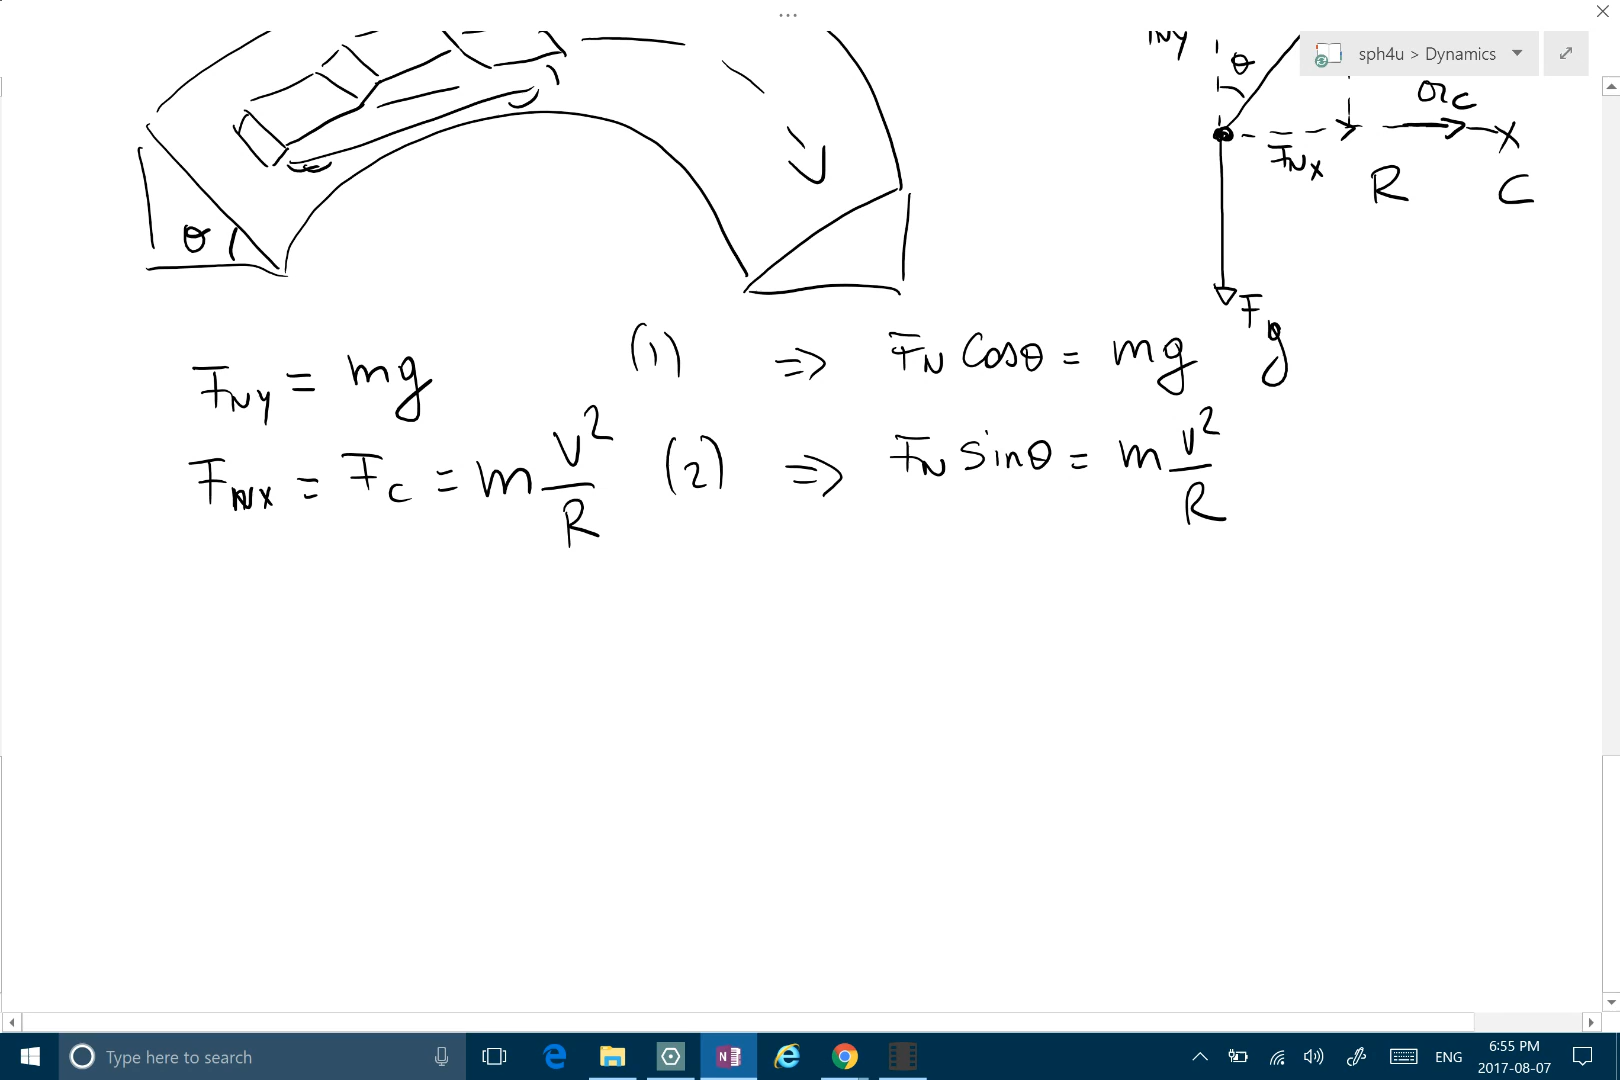 ...
FNY
sph4u > Dynamics
θ
ac
FNX
R C
θ
Fg
FNY = mg (1) => FN Cosθ = mg
FNX = FC = m v²/R (2) => FN Sinθ = m v²/R
Type here to search
ENG
6:55 PM
2017-08-07